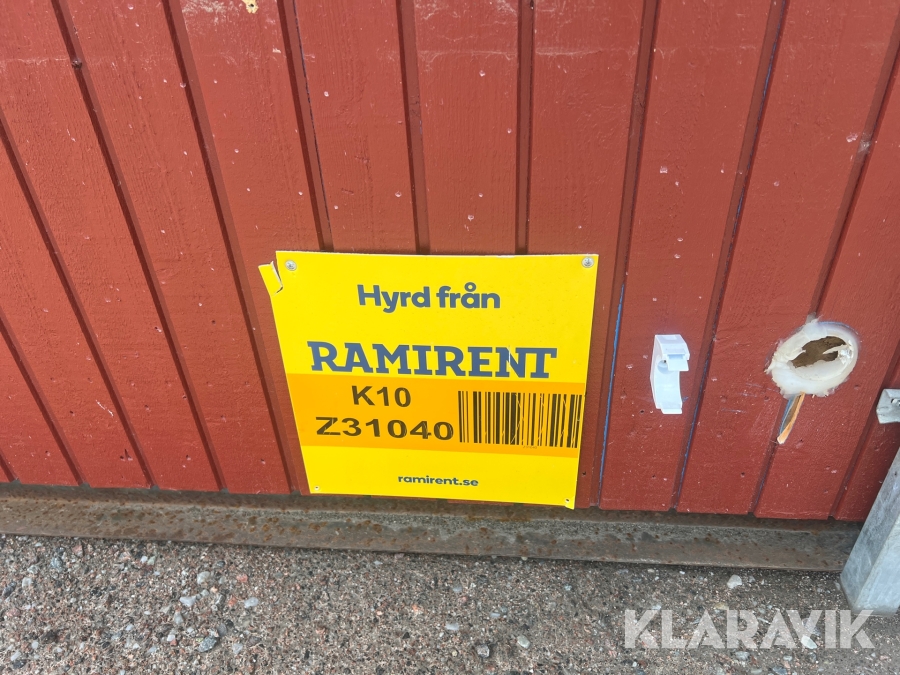 Hyrd från
RAMIRENT
K10
Z31040
ramirent.se
KLARAVIK